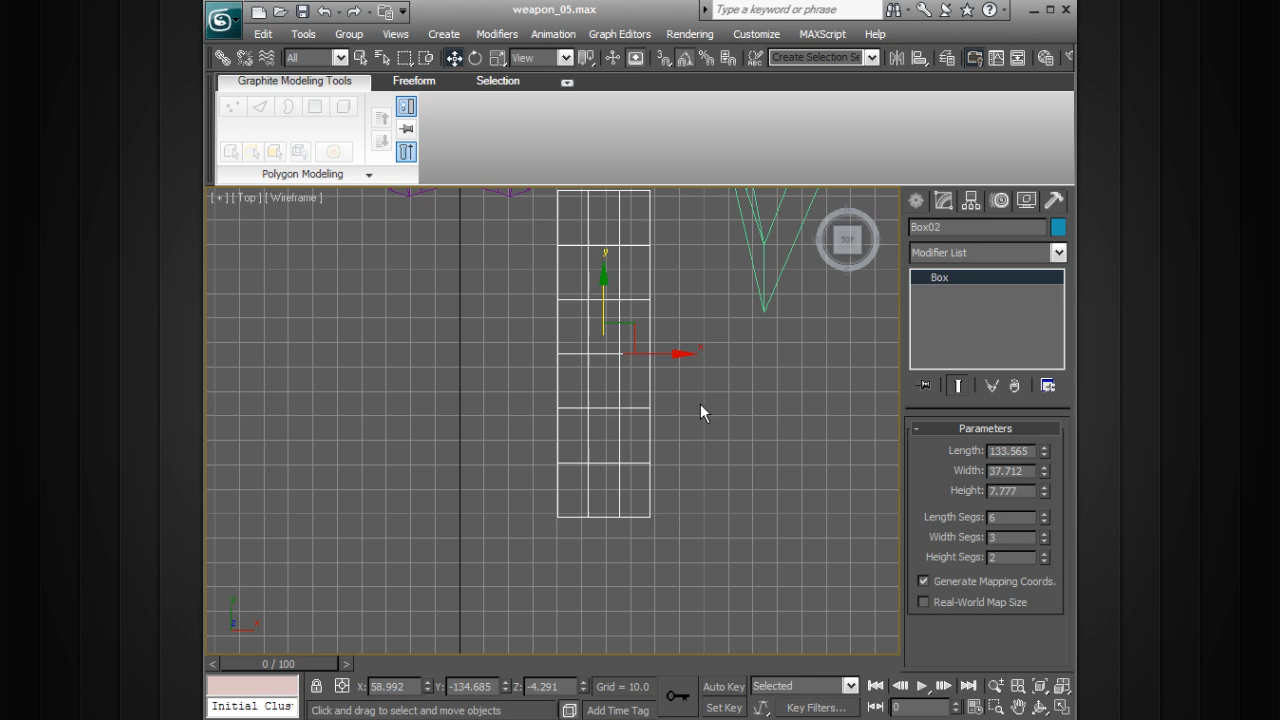 weapon_05.max
Type a keyword or phrase
Edit Tools Group Views Create Modifiers Animation Graph Editors Rendering Customize MAXScript Help
All View Create Selection Se
Graphite Modeling Tools Freeform Selection
Polygon Modeling
[ + ] [ Top ] [ Wireframe ]
TOP
Box02
Modifier List
y
Box
x
Parameters
Length: 133.565
Width: 37.712
Height: 7.777
Length Segs: 6
Width Segs: 3
Height Segs: 2
Generate Mapping Coords.
Real-World Map Size
y
z x
< 0 / 100 >
X: 58.992 Y: -134.685 Z: -4.291 Grid = 10.0 Auto Key Selected
Initial Clus Click and drag to select and move objects Add Time Tag Set Key Key Filters... 0